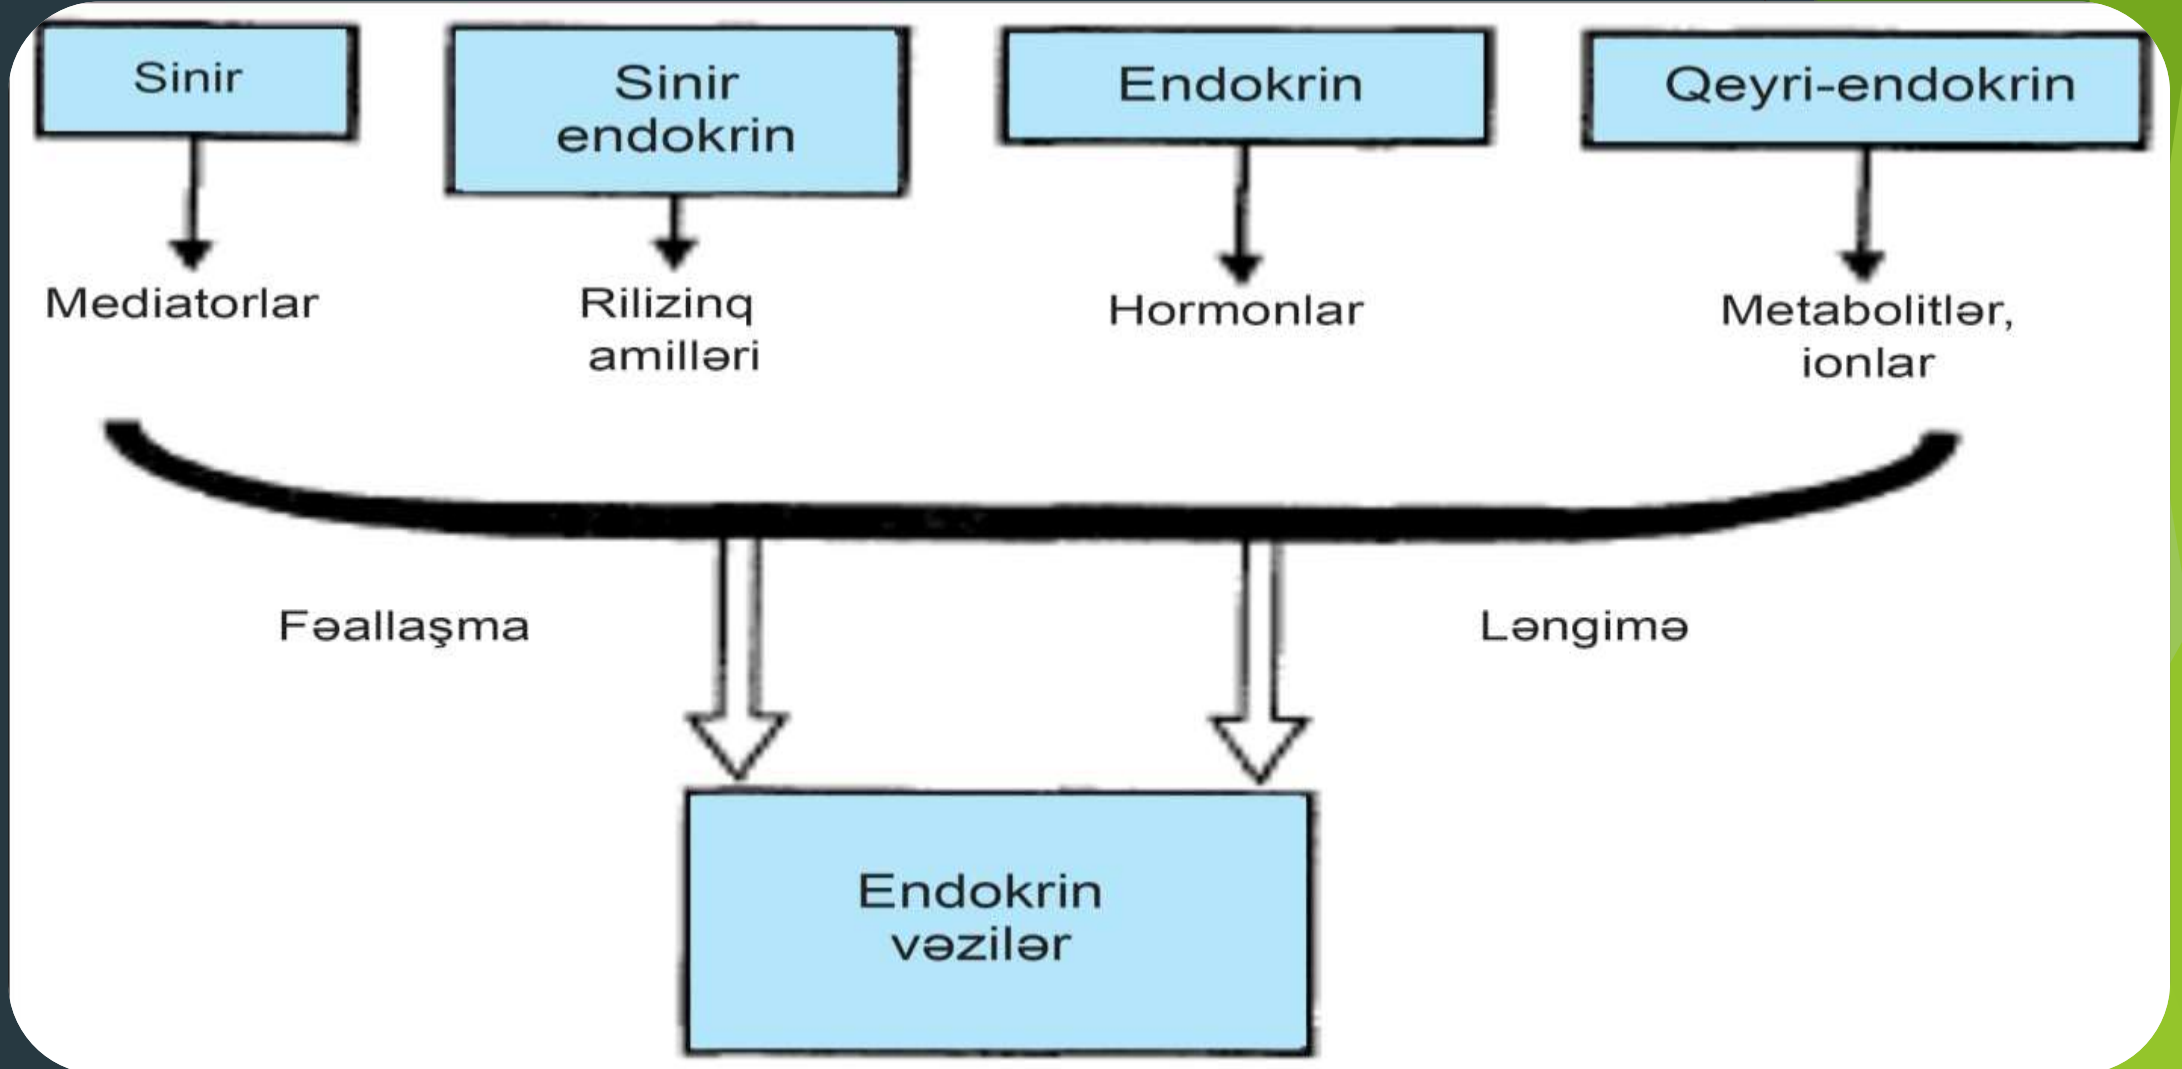 Sinir
Sinir
endokrin
Endokrin
Qeyri-endokrin
Mediatorlar
Rilizinq
amilləri
Hormonlar
Metabolitlər,
ionlar
Fəallaşma
Ləngimə
Endokrin
vəzilər